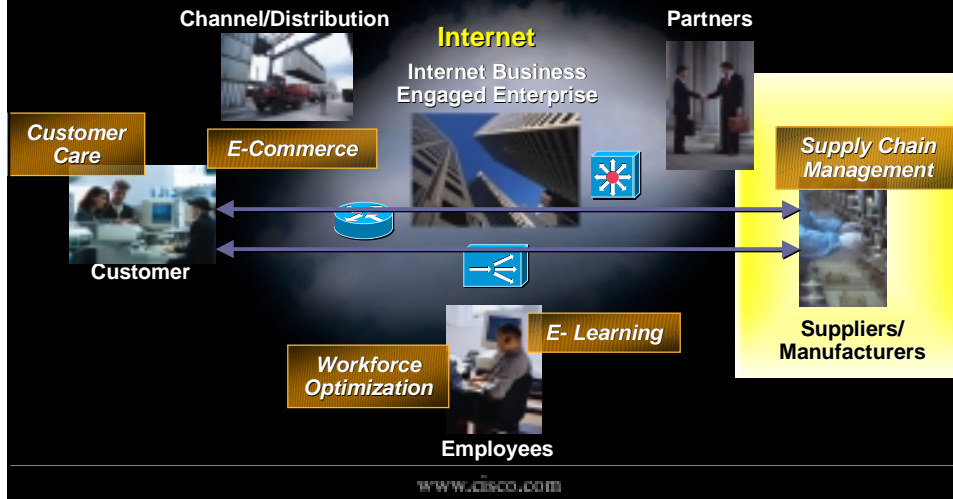 Channel/Distribution
Partners
Internet
Internet Business
Engaged Enterprise
Customer
Care
E-Commerce
Supply Chain
Management
Customer
Suppliers/
Manufacturers
E- Learning
Workforce
Optimization
Employees
www.cisco.com